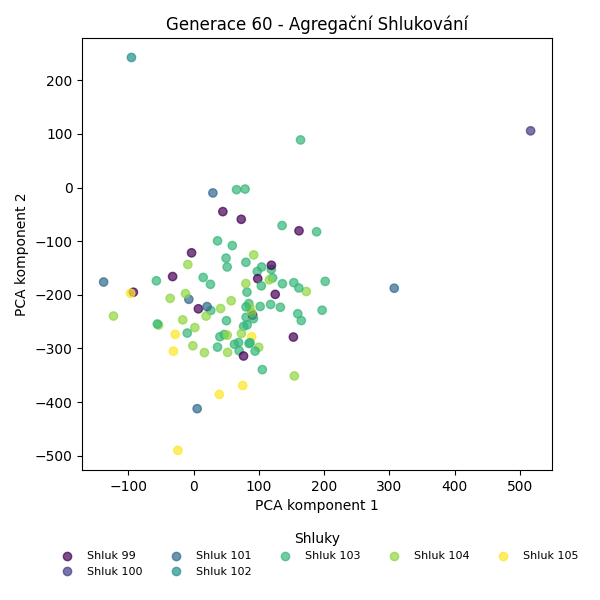 Generace 60 - Agregační Shlukování
PCA komponent 2
200
100
0
−100
−200
−300
−400
−500
−100
0
100
200
300
400
500
PCA komponent 1
Shluky
Shluk 99
Shluk 101
Shluk 103
Shluk 104
Shluk 105
Shluk 100
Shluk 102